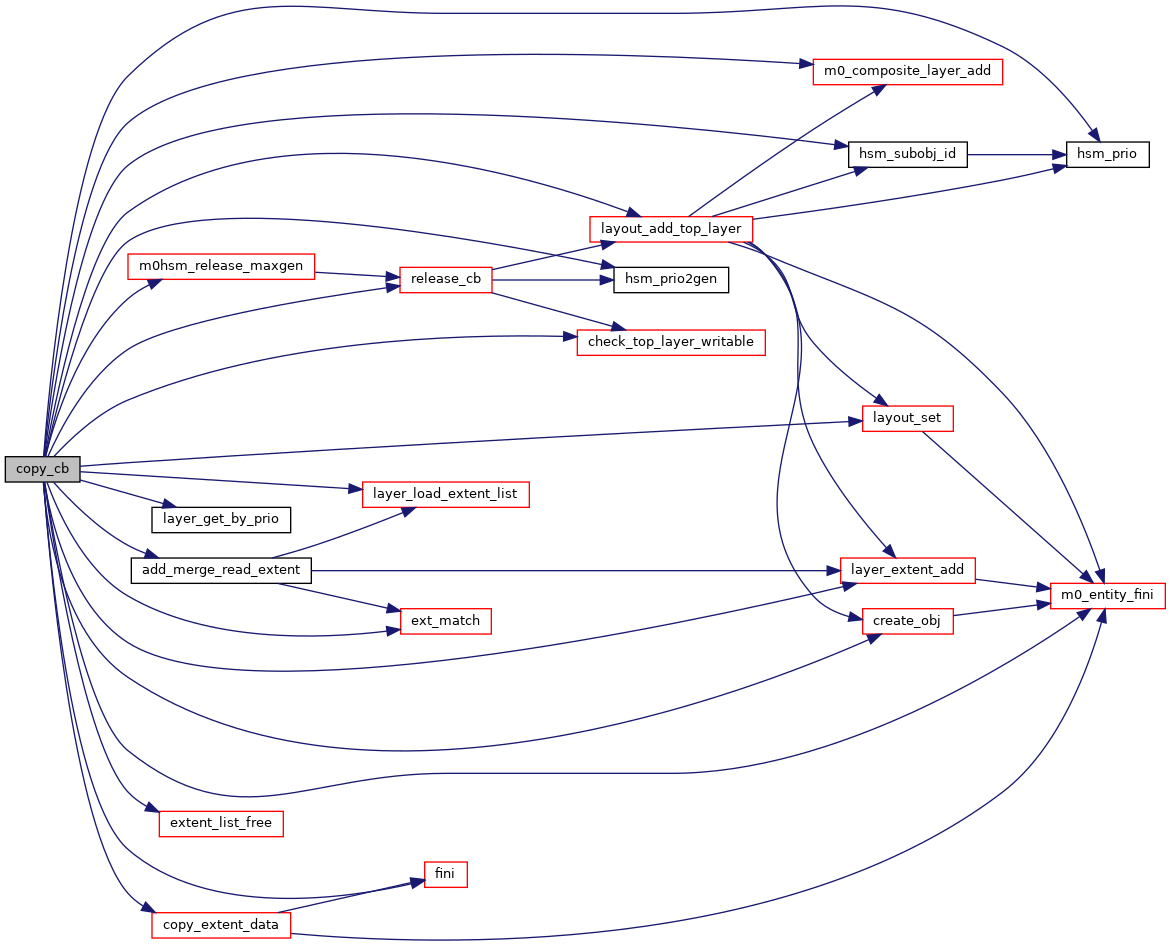 m0_composite_layer_add
hsm_subobj_id
hsm_prio
layout_add_top_layer
m0hsm_release_maxgen
release_cb
hsm_prio2gen
check_top_layer_writable
layout_set
copy_cb
layer_load_extent_list
layer_get_by_prio
add_merge_read_extent
layer_extent_add
m0_entity_fini
ext_match
create_obj
extent_list_free
fini
copy_extent_data